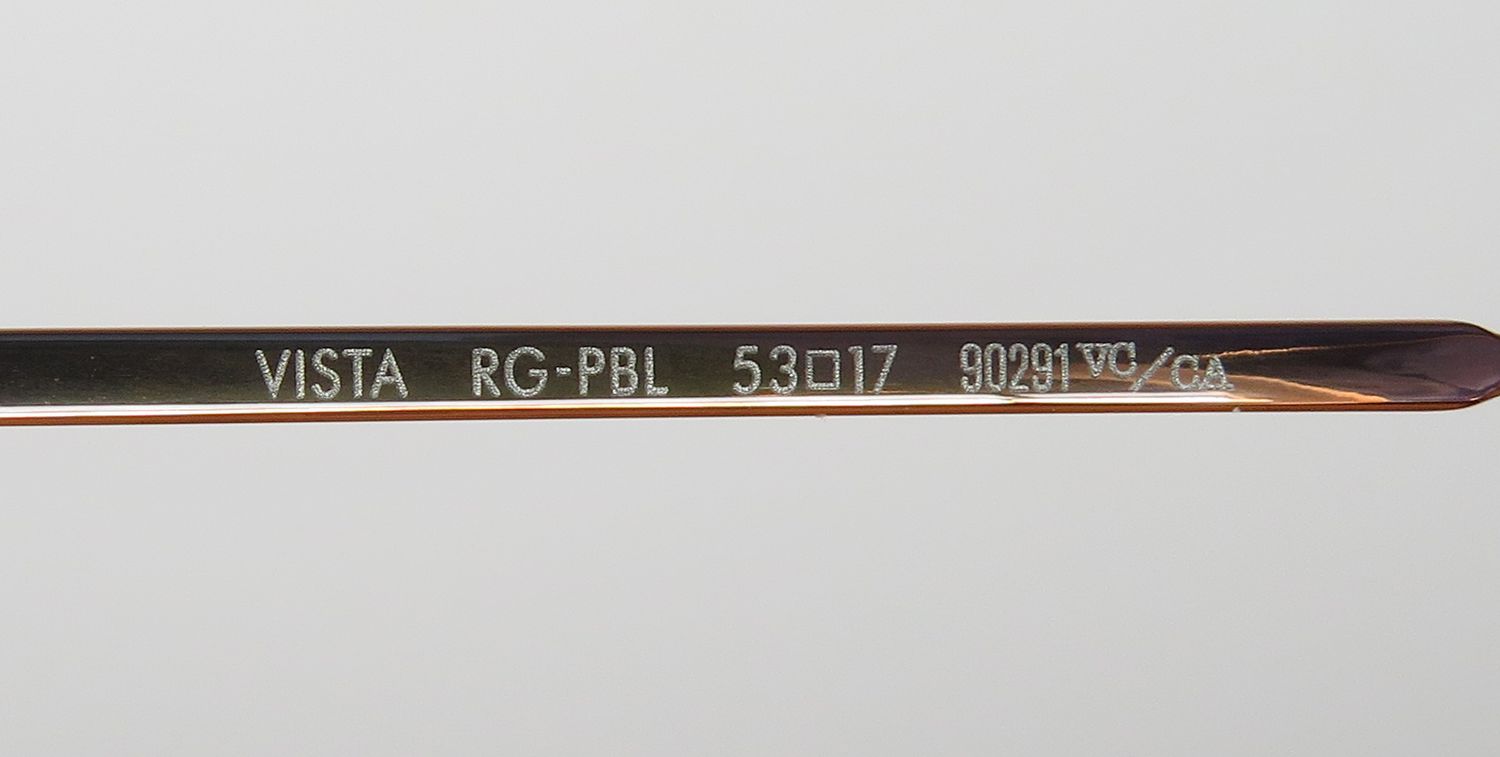 VISTA RG-PBL 53□17 90291 VC/CA